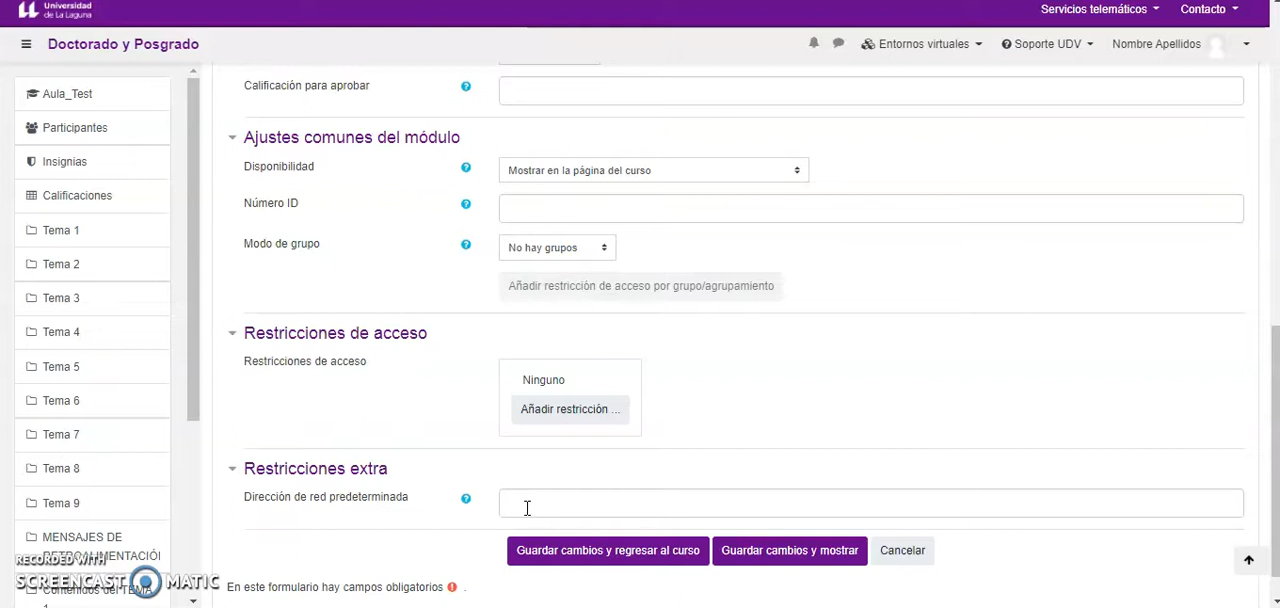 Universidad
de La Laguna
Servicios telemáticos
Contacto
Doctorado y Posgrado
Entornos virtuales
Soporte UDV
Nombre Apellidos
Aula_Test
Participantes
Insignias
Calificaciones
Tema 1
Tema 2
Tema 3
Tema 4
Tema 5
Tema 6
Tema 7
Tema 8
Tema 9
MENSAJES DE
RETROALIMENTACIÓN
Contenidos del TEMA
1
Calificación para aprobar
Ajustes comunes del módulo
Disponibilidad
Mostrar en la página del curso
Número ID
Modo de grupo
No hay grupos
Añadir restricción de acceso por grupo/agrupamiento
Restricciones de acceso
Restricciones de acceso
Ninguno
Añadir restricción ...
Restricciones extra
Dirección de red predeterminada
Guardar cambios y regresar al curso
Guardar cambios y mostrar
Cancelar
En este formulario hay campos obligatorios .
RECORDED WITH
SCREENCAST MATIC